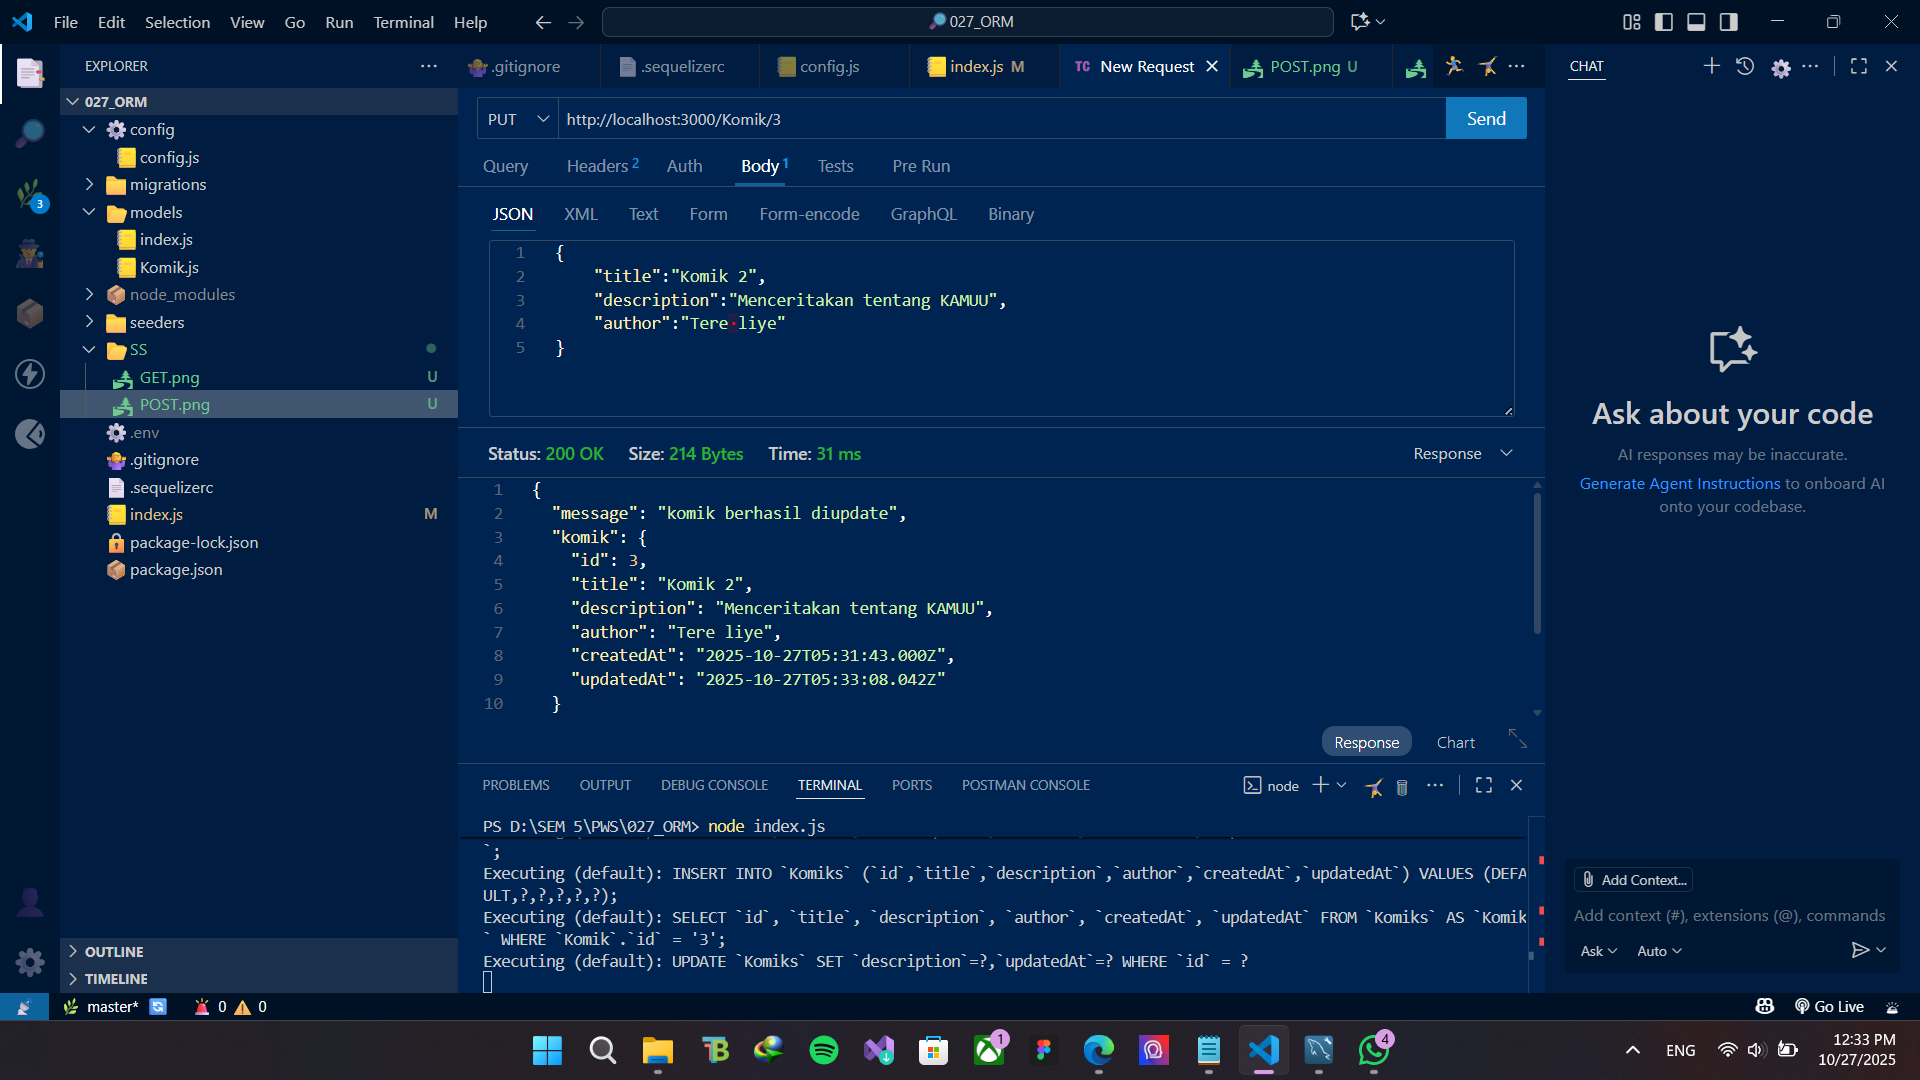 File Edit Selection View Go Run Terminal Help
027_ORM
EXPLORER
.gitignore
.sequelizerc
config.js
index.js M
TC New Request
POST.png U
CHAT
027_ORM
config
config.js
migrations
models
index.js
Komik.js
node_modules
seeders
SS
GET.png U
POST.png U
.env
.gitignore
.sequelizerc
index.js M
package-lock.json
package.json
OUTLINE
TIMELINE
3
PUT
http://localhost:3000/Komik/3
Send
Query Headers 2 Auth Body 1 Tests Pre Run
JSON XML Text Form Form-encode GraphQL Binary
1 {
2 "title":"Komik 2",
3 "description":"Menceritakan tentang KAMUU",
4 "author":"Tere liye"
5 }
Status: 200 OK Size: 214 Bytes Time: 31 ms
Response
1 {
2 "message": "komik berhasil diupdate",
3 "komik": {
4 "id": 3,
5 "title": "Komik 2",
6 "description": "Menceritakan tentang KAMUU",
7 "author": "Tere liye",
8 "createdAt": "2025-10-27T05:31:43.000Z",
9 "updatedAt": "2025-10-27T05:33:08.042Z"
10 }
Response Chart
PROBLEMS OUTPUT DEBUG CONSOLE TERMINAL PORTS POSTMAN CONSOLE
node
PS D:\SEM 5\PWS\027_ORM> node index.js
`;
Executing (default): INSERT INTO `Komiks` (`id`,`title`,`description`,`author`,`createdAt`,`updatedAt`) VALUES (DEFA
ULT,?,?,?,?,?);
Executing (default): SELECT `id`, `title`, `description`, `author`, `createdAt`, `updatedAt` FROM `Komiks` AS `Komik
` WHERE `Komik`.`id` = '3';
Executing (default): UPDATE `Komiks` SET `description`=?,`updatedAt`=? WHERE `id` = ?
Ask about your code
AI responses may be inaccurate.
Generate Agent Instructions to onboard AI
onto your codebase.
Add Context...
Add context (#), extensions (@), commands
Ask Auto
master* 0 0
Go Live
1
4
ENG
12:33 PM
10/27/2025